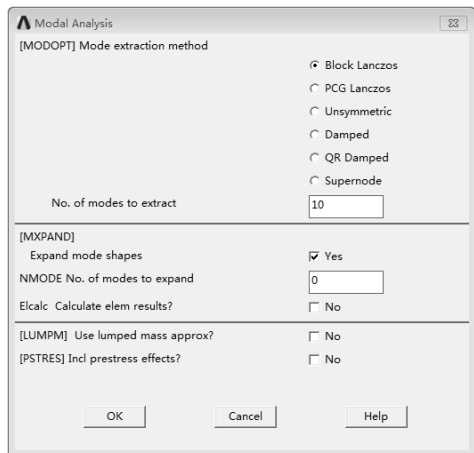 Modal Analysis
[MODOPT] Mode extraction method
Block Lanczos
PCG Lanczos
Unsymmetric
Damped
QR Damped
Supernode
No. of modes to extract 10
[MXPAND]
Expand mode shapes Yes
NMODE No. of modes to expand 0
Elcalc Calculate elem results? No
[LUMPM] Use lumped mass approx? No
[PSTRES] Incl prestress effects? No
OK Cancel Help